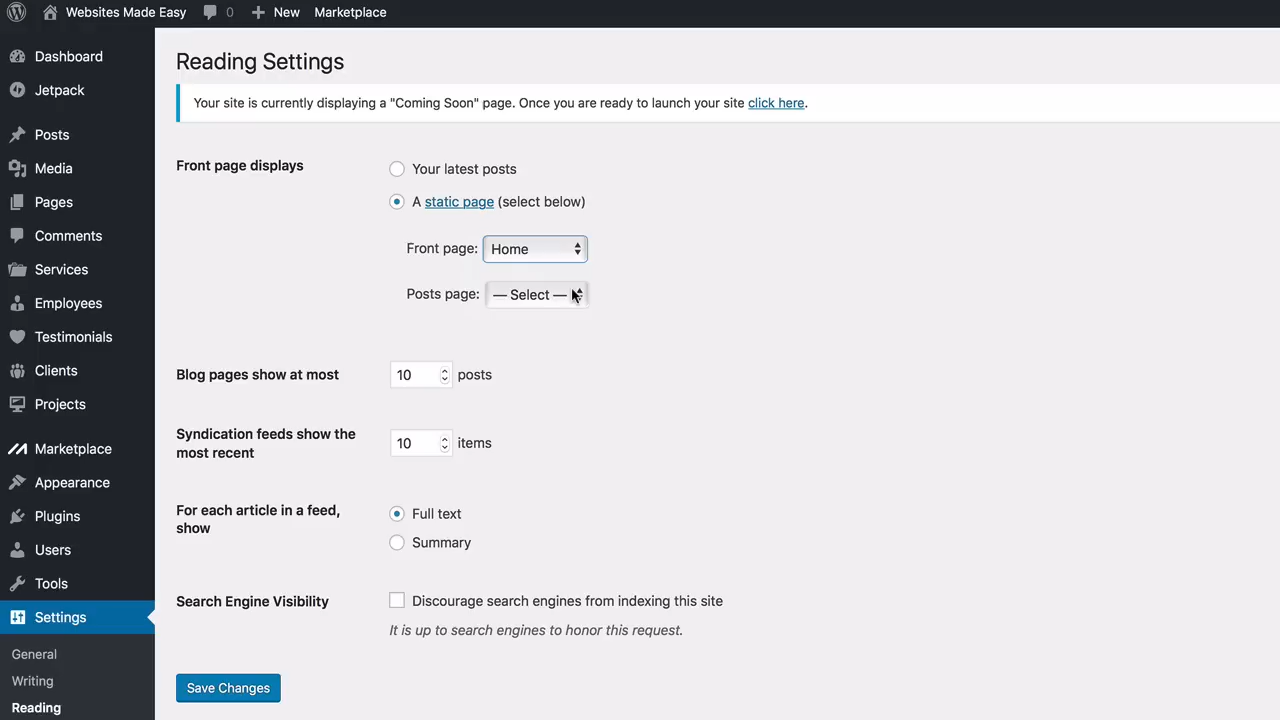 Websites Made Easy 0 New Marketplace
Dashboard
Jetpack
Posts
Media
Pages
Comments
Services
Employees
Testimonials
Clients
Projects
Marketplace
Appearance
Plugins
Users
Tools
Settings
General
Writing
Reading
Reading Settings
Your site is currently displaying a "Coming Soon" page. Once you are ready to launch your site click here.
Front page displays
Your latest posts
A static page (select below)
Front page: Home
Posts page: — Select —
Blog pages show at most 10 posts
Syndication feeds show the
most recent
10 items
For each article in a feed,
show
Full text
Summary
Search Engine Visibility
Discourage search engines from indexing this site
It is up to search engines to honor this request.
Save Changes